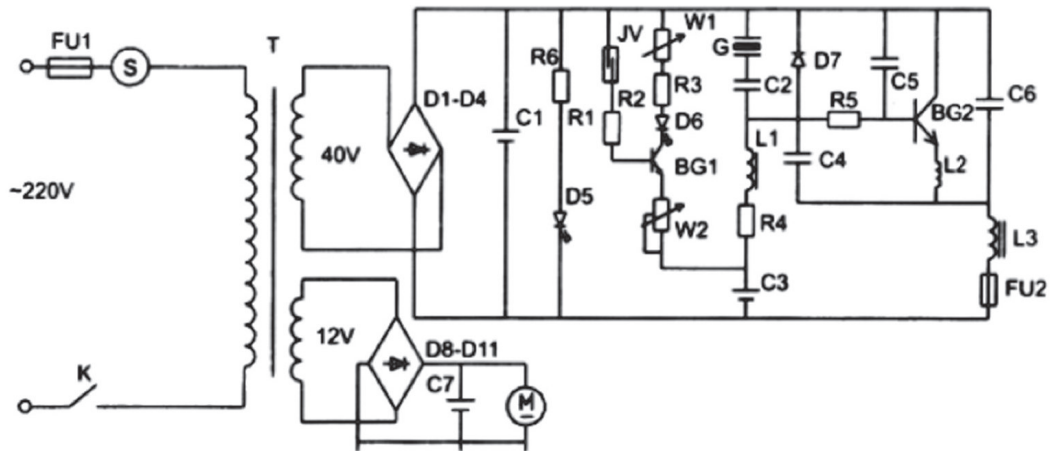 FU1
S
T
~220V
K
40V
12V
D1-D4
D8-D11
C7
M
C1
R6
R1
D5
JV
R2
W1
R3
D6
BG1
W2
G
C2
L1
R4
C3
D7
C4
R5
C5
BG2
L2
C6
L3
FU2